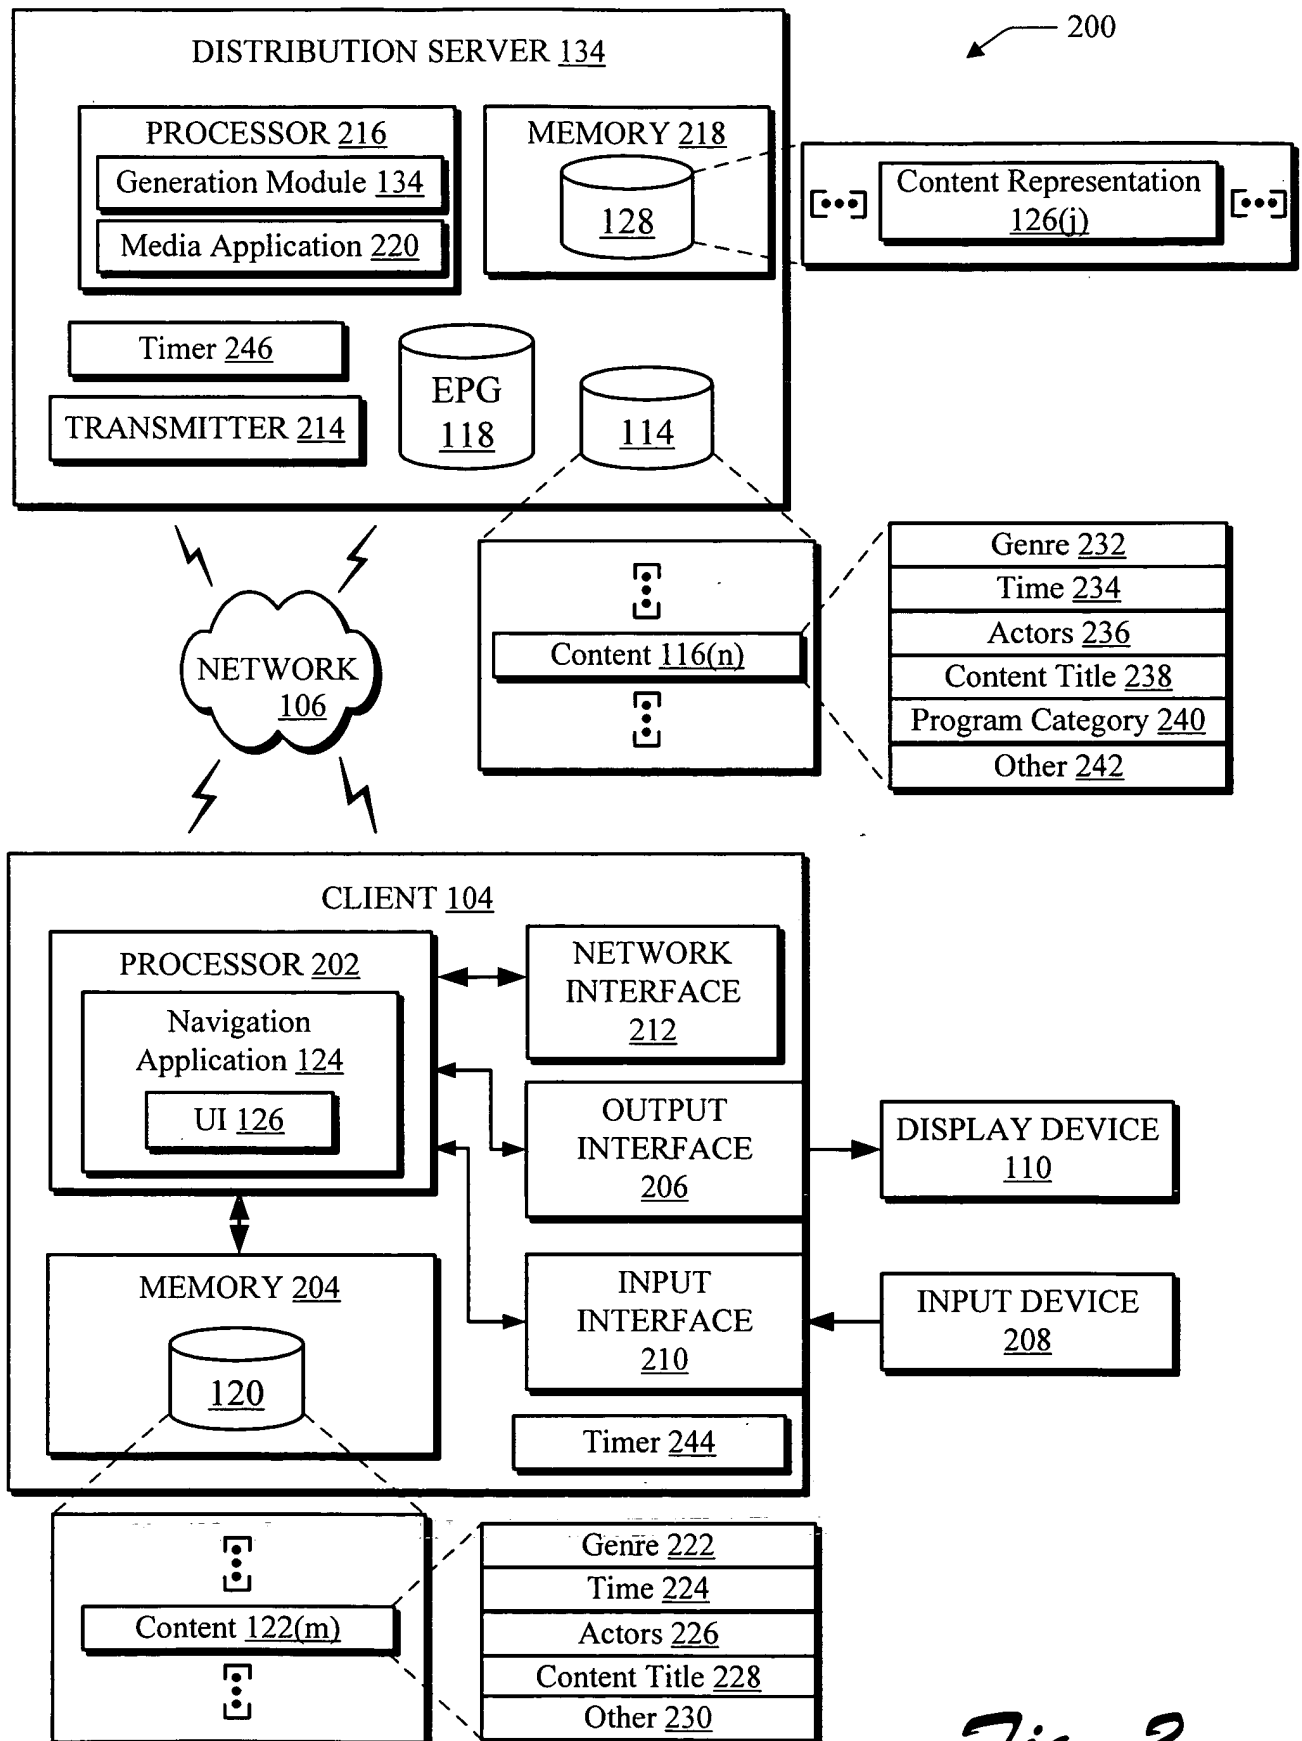 200
DISTRIBUTION SERVER 134
PROCESSOR 216
Generation Module 134
Media Application 220
MEMORY 218
128
Content Representation
126(j)
Timer 246
TRANSMITTER 214
EPG
118
114
Content 116(n)
Genre 232
Time 234
Actors 236
Content Title 238
Program Category 240
Other 242
NETWORK
106
CLIENT 104
PROCESSOR 202
Navigation
Application 124
UI 126
NETWORK
INTERFACE
212
OUTPUT
INTERFACE
206
DISPLAY DEVICE
110
MEMORY 204
120
INPUT
INTERFACE
210
INPUT DEVICE
208
Timer 244
Content 122(m)
Genre 222
Time 224
Actors 226
Content Title 228
Other 230